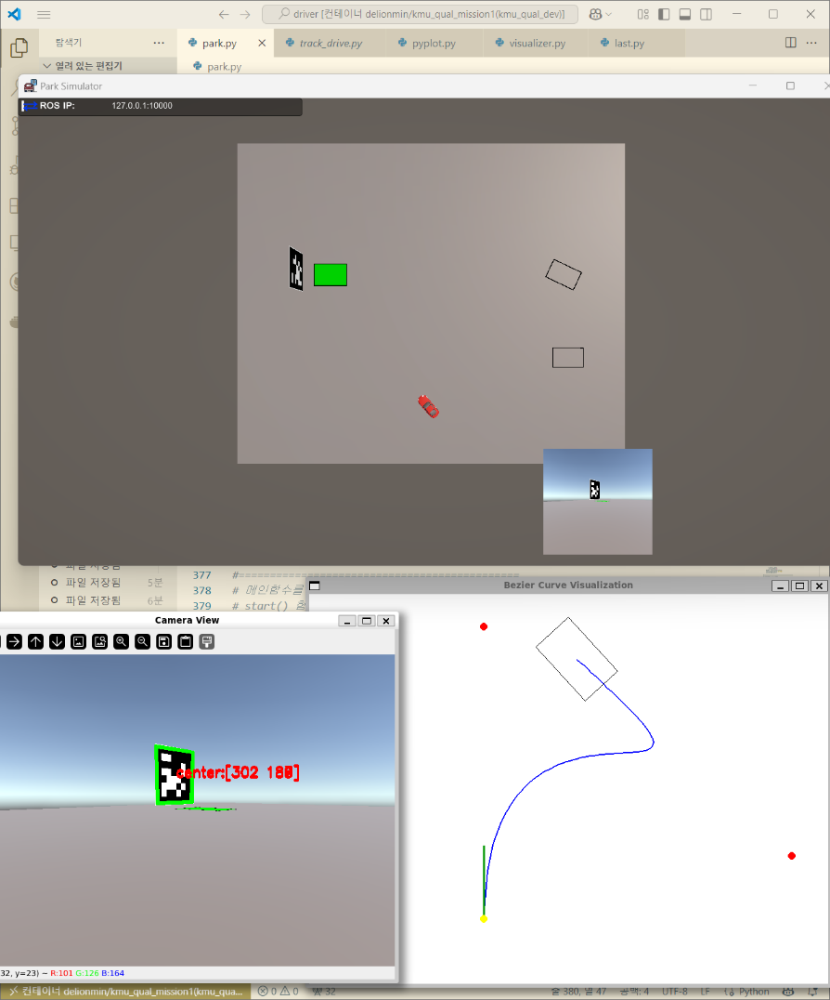 driver [컨테이너 delionmin/kmu_qual_mission1(kmu_qual_dev)]
탐색기
park.py
track_drive.py
pyplot.py
visualizer.py
last.py
열려 있는 편집기
park.py
Park Simulator
ROS IP: 127.0.0.1:10000
파일 저장됨
377 #
파일 저장됨 5분
378 # 메인함수를
파일 저장됨 6분
379 # start()
Bezier Curve Visualization
Camera View
center:[302
32, y=23) ~ R:101 G:126 B:164
컨테이너 delionmin/kmu_qual_mission1(kmu_qua...
0 0 32
줄 380, 열 47 공백: 4 UTF-8 LF Python